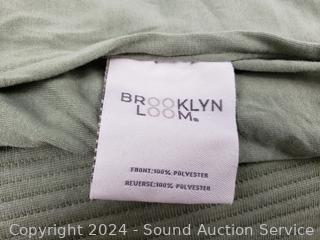 BROOKLYN
LOOM®
FRONT:100% POLYESTER
REVERSE:100% POLYESTER
Copyright 2024 - Sound Auction Service